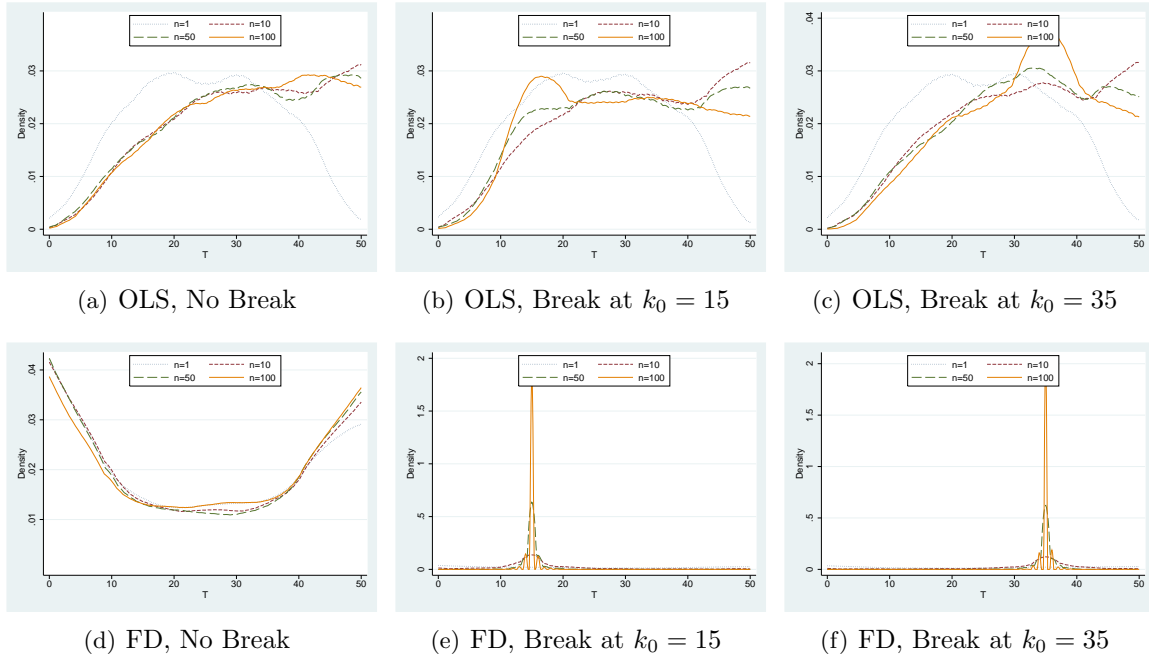 n=1 n=10
n=50 n=100
Density
0 .01 .02 .03
0 10 20 30 40 50
T
(a) OLS, No Break
n=1 n=10
n=50 n=100
Density
0 .01 .02 .03
0 10 20 30 40 50
T
(b) OLS, Break at k₀ = 15
n=1 n=10
n=50 n=100
Density
0 .01 .02 .03 .04
0 10 20 30 40 50
T
(c) OLS, Break at k₀ = 35
n=1 n=10
n=50 n=100
Density
.01 .02 .03 .04
0 10 20 30 40 50
T
(d) FD, No Break
n=1 n=10
n=50 n=100
Density
0 .5 1 1.5 2
0 10 20 30 40 50
T
(e) FD, Break at k₀ = 15
n=1 n=10
n=50 n=100
Density
0 .5 1 1.5 2
0 10 20 30 40 50
T
(f) FD, Break at k₀ = 35